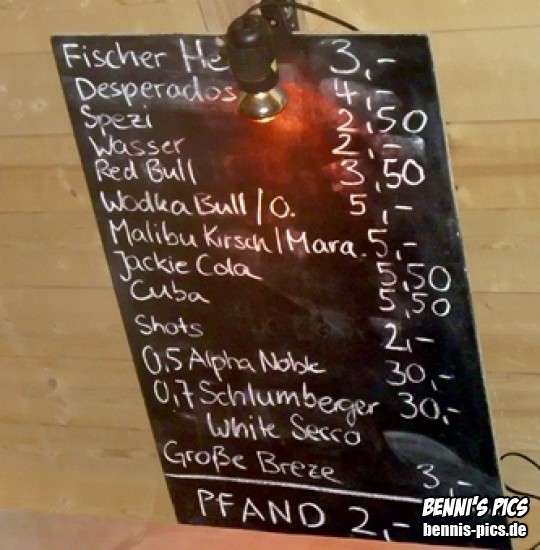 Fischer He 3,-
Desperados 4,-
Spezi 2,50
Wasser 2,-
Red Bull 3,50
Wodka Bull / O. 5,-
Malibu Kirsch / Mara. 5,-
Jackie Cola 5,50
Cuba 5,50
Shots 2,-
0,5 Alpha Noble 30,-
0,7 Schlumberger 30,-
White Secco
Große Breze 3,-
PFAND 2,-
BENNI'S PICS
bennis-pics.de